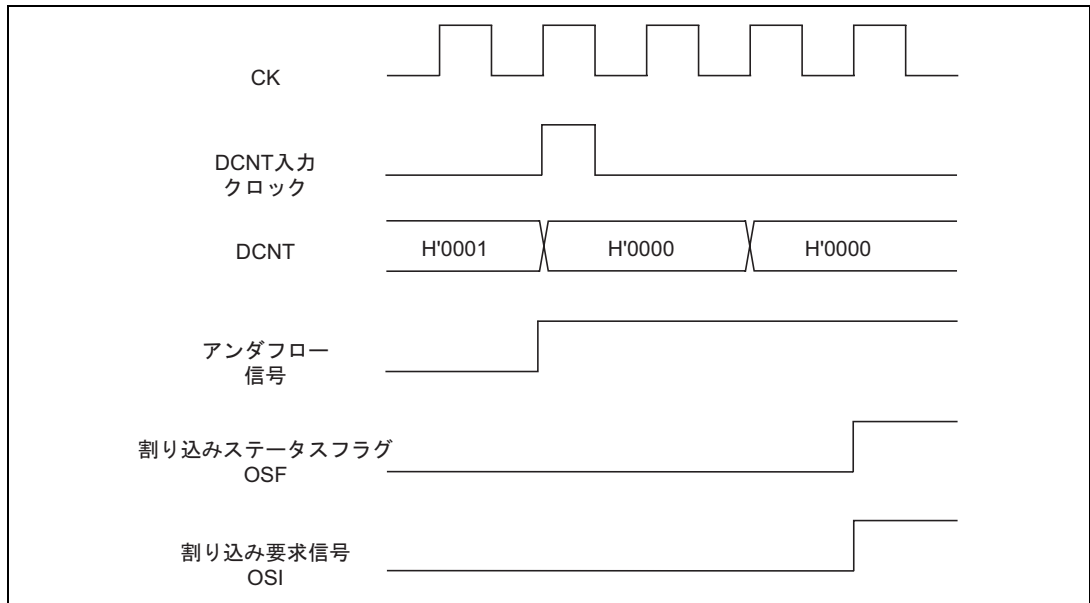 CK
DCNT入力
クロック
DCNT
H'0001
H'0000
H'0000
アンダフロー
信号
割り込みステータスフラグ
OSF
割り込み要求信号
OSI